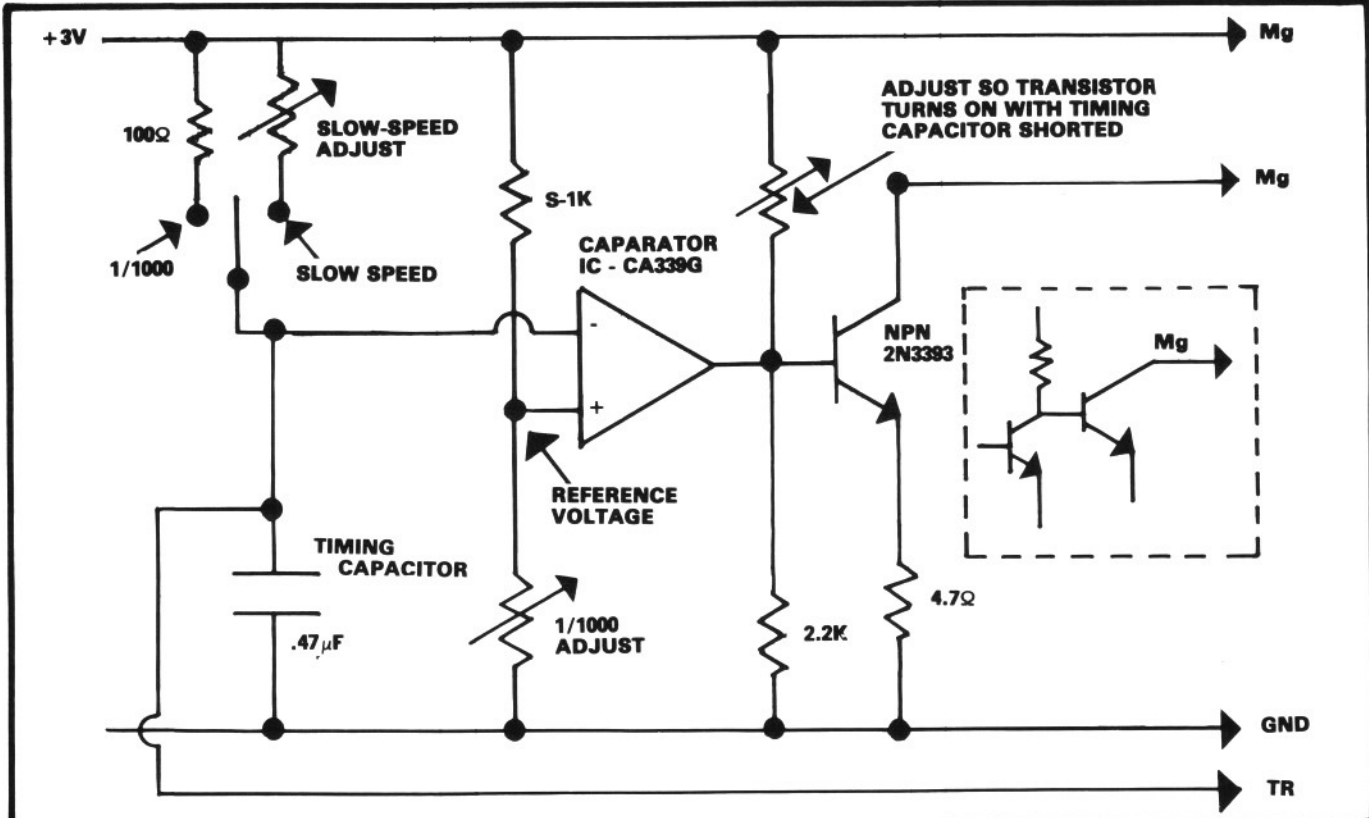 +3V
Mg
100Ω
SLOW-SPEED
ADJUST
ADJUST SO TRANSISTOR
TURNS ON WITH TIMING
CAPACITOR SHORTED
S-1K
Mg
1/1000
SLOW SPEED
CAPARATOR
IC - CA339G
-
+
NPN
2N3393
Mg
REFERENCE
VOLTAGE
TIMING
CAPACITOR
.47µF
1/1000
ADJUST
2.2K
4.7Ω
GND
TR